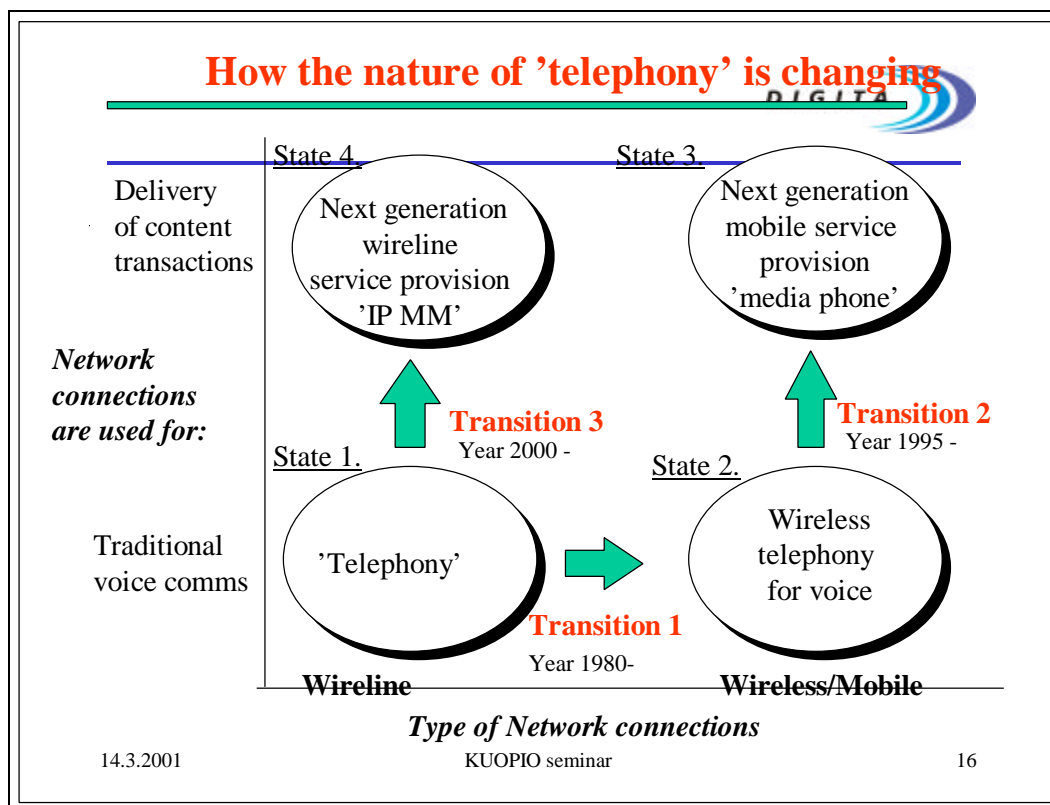 How the nature of ’telephony’ is changing
DIGITA
State 4.
State 3.
Delivery
of content
transactions
Next generation
wireline
service provision
’IP MM’
Next generation
mobile service
provision
’media phone’
Network
connections
are used for:
Transition 3
Year 2000 -
Transition 2
Year 1995 -
State 1.
State 2.
Traditional
voice comms
’Telephony’
Wireless
telephony
for voice
Transition 1
Year 1980-
Wireline
Wireless/Mobile
Type of Network connections
14.3.2001
KUOPIO seminar
16